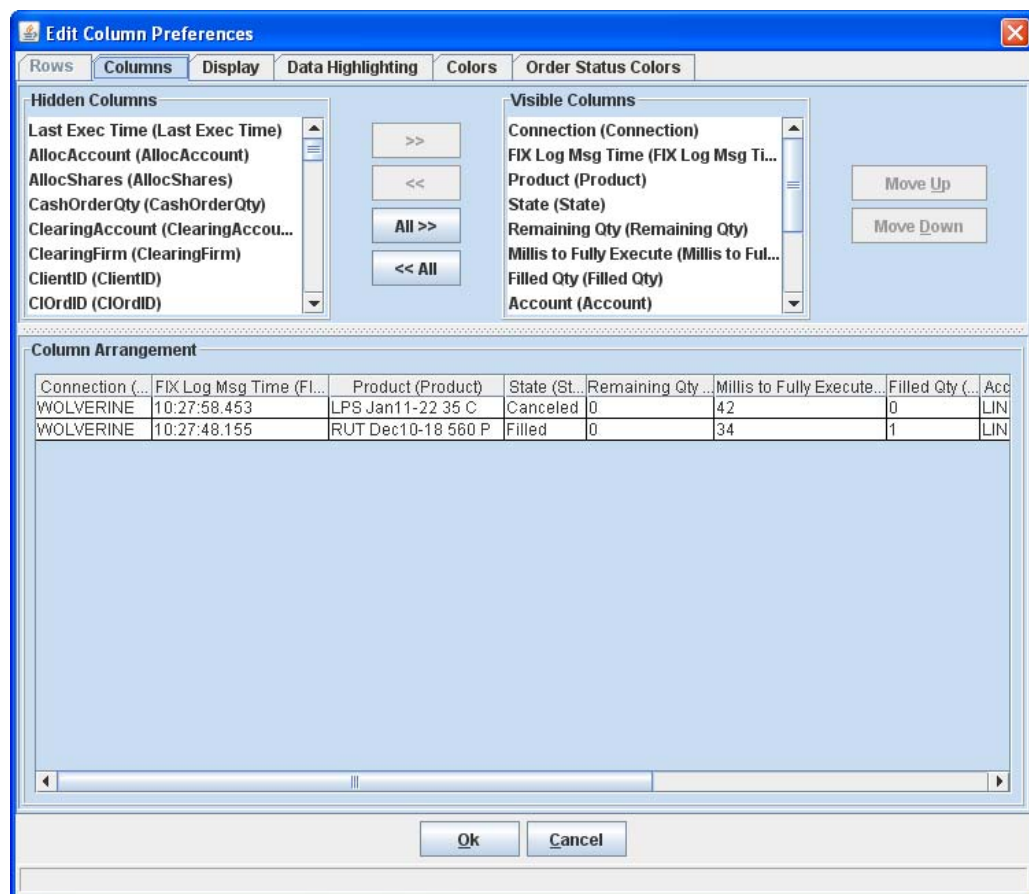 Edit Column Preferences
Rows Columns Display Data Highlighting Colors Order Status Colors
Hidden Columns
Last Exec Time (Last Exec Time)
AllocAccount (AllocAccount)
AllocShares (AllocShares)
CashOrderQty (CashOrderQty)
ClearingAccount (ClearingAccou...
ClearingFirm (ClearingFirm)
ClientID (ClientID)
ClOrdID (ClOrdID)
>>
<<
All >>
<< All
Visible Columns
Connection (Connection)
FIX Log Msg Time (FIX Log Msg Ti...
Product (Product)
State (State)
Remaining Qty (Remaining Qty)
Millis to Fully Execute (Millis to Ful...
Filled Qty (Filled Qty)
Account (Account)
Move Up
Move Down
Column Arrangement
Connection (... FIX Log Msg Time (FI... Product (Product) State (St... Remaining Qty ... Millis to Fully Execute... Filled Qty (... Acc
WOLVERINE 10:27:58.453 LPS Jan11-22 35 C Canceled 0 42 0 LIN
WOLVERINE 10:27:48.155 RUT Dec10-18 560 P Filled 0 34 1 LIN
Ok Cancel